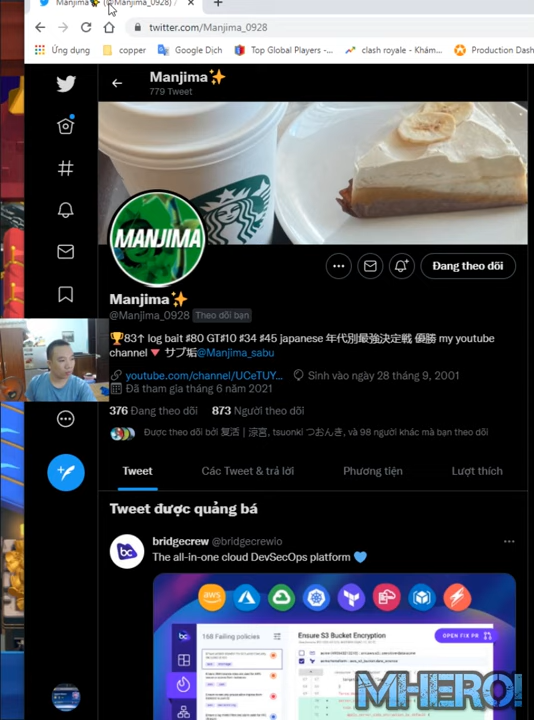 Manjima✨ (@Manjima_0928) /
twitter.com/Manjima_0928
Ứng dụng
copper
Google Dịch
Top Global Players -...
clash royale - Khám...
Production Dash
Manjima✨
779 Tweet
MANJIMA
Đang theo dõi
Manjima✨
@Manjima_0928 Theo dõi bạn
🏆83↑ log bait #80 GT#10 #34 #45 japanese 年代別最強決定戦 優勝 my youtube
channel🔻 サブ垢@Manjima_sabu
youtube.com/channel/UCeTUY... Sinh vào ngày 28 tháng 9, 2001
Đã tham gia tháng 6 năm 2021
376 Đang theo dõi 873 Người theo dõi
Được theo dõi bởi 复活｜涼宮, tsuonki つおんき, và 98 người khác mà bạn theo dõi
Tweet
Các Tweet & trả lời
Phương tiện
Lượt thích
Tweet được quảng bá
bridgecrew @bridgecrewio
The all-in-one cloud DevSecOps platform 💙
bc
aws
168 Failing policies
Ensure S3 Bucket Encryption
OPEN FIX PR
MHERO!